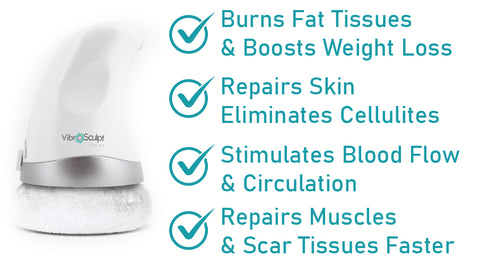 VibroSculpt
Burns Fat Tissues
& Boosts Weight Loss
Repairs Skin
Eliminates Cellulites
Stimulates Blood Flow
& Circulation
Repairs Muscles
& Scar Tissues Faster